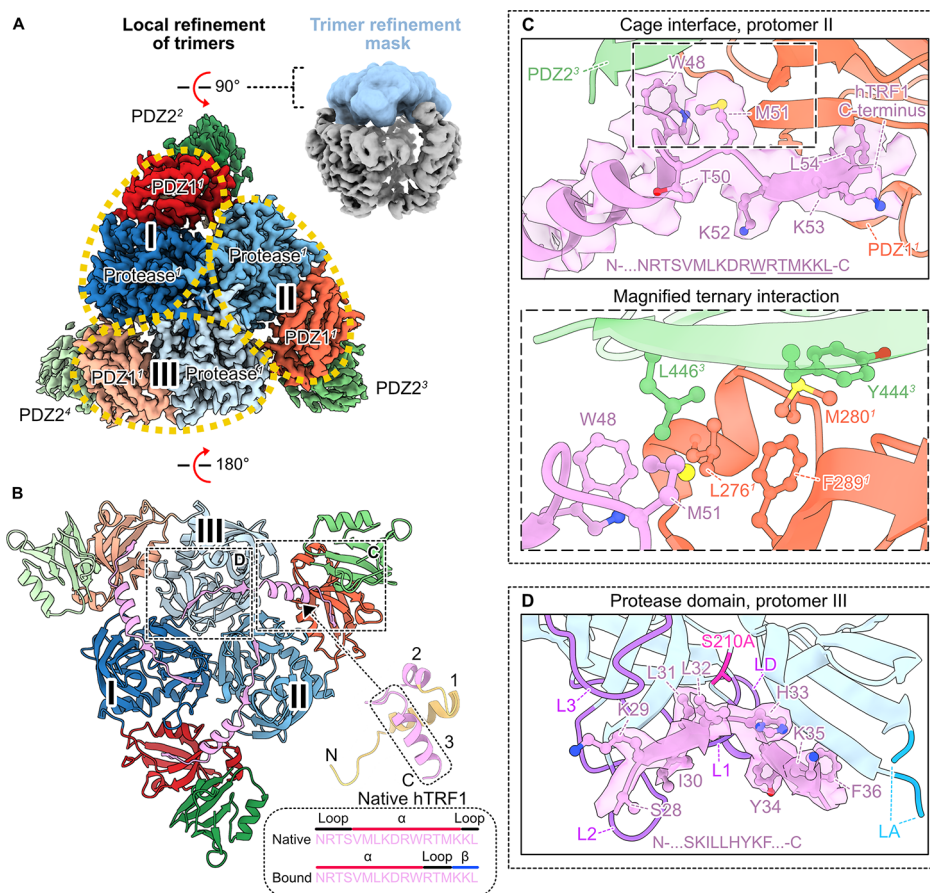 A
Local refinement
of trimers
Trimer refinement
mask
90°
PDZ2²
PDZ1¹
I
Protease¹
Protease¹
II
PDZ1¹
PDZ1¹
III
Protease¹
PDZ2⁴
PDZ2³
180°
B
III
D
C
I
II
2
1
3
N
C
Native hTRF1
Loop α Loop
Native NRTSVMLKDRWRTMKKL
α Loop β
Bound NRTSVMLKDRWRTMKKL
C
Cage interface, protomer II
PDZ2³
W48
M51
hTRF1
C-terminus
L54
T50
K52
K53
PDZ1¹
N-...NRTSVMLKDRWRTMKKL-C
Magnified ternary interaction
L446³
Y444³
M280¹
W48
L276¹
F289¹
M51
D
Protease domain, protomer III
S210A
L31
L32
LD
H33
L3
K29
K35
L1
I30
S28
Y34
F36
L2
LA
N-...SKILLHYKF...-C